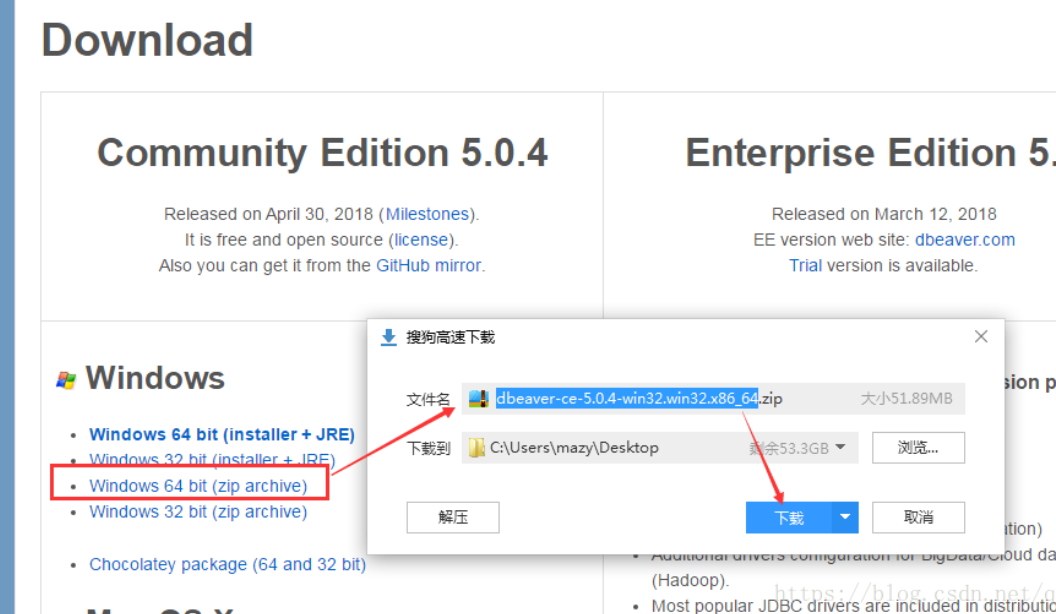 Download
Community Edition 5.0.4
Released on April 30, 2018 (Milestones).
It is free and open source (license).
Also you can get it from the GitHub mirror.
Enterprise Edition 5.
Released on March 12, 2018
EE version web site: dbeaver.com
Trial version is available.
Windows
Windows 64 bit (installer + JRE)
Windows 32 bit (installer + JRE)
Windows 64 bit (zip archive)
Windows 32 bit (zip archive)
Chocolatey package (64 and 32 bit)
Mac OS X
搜狗高速下载
文件名 dbeaver-ce-5.0.4-win32.win32.x86_64.zip 大小51.89MB
下载到 C:\Users\mazy\Desktop 剩余53.3GB 浏览...
解压 下载 取消
sion p
ation)
Additional drivers configuration for BigData/Cloud da
(Hadoop).
Most popular JDBC drivers are included in distributio
https://blog.csdn.net/q